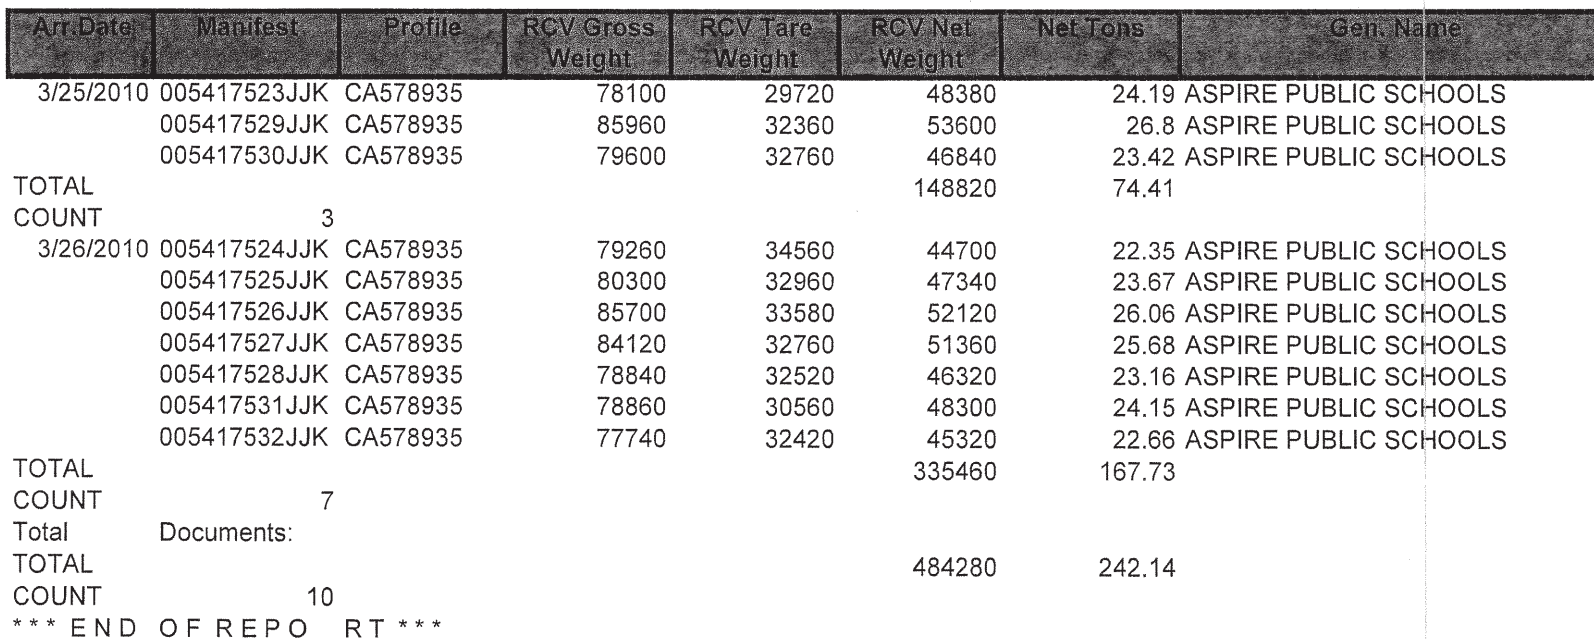 Arr.Date Manifest Profile RCV Gross Weight RCV Tare Weight RCV Net Weight Net Tons Gen. Name
3/25/2010 005417523JJK CA578935 78100 29720 48380 24.19 ASPIRE PUBLIC SCHOOLS
005417529JJK CA578935 85960 32360 53600 26.8 ASPIRE PUBLIC SCHOOLS
005417530JJK CA578935 79600 32760 46840 23.42 ASPIRE PUBLIC SCHOOLS
TOTAL 148820 74.41
COUNT 3
3/26/2010 005417524JJK CA578935 79260 34560 44700 22.35 ASPIRE PUBLIC SCHOOLS
005417525JJK CA578935 80300 32960 47340 23.67 ASPIRE PUBLIC SCHOOLS
005417526JJK CA578935 85700 33580 52120 26.06 ASPIRE PUBLIC SCHOOLS
005417527JJK CA578935 84120 32760 51360 25.68 ASPIRE PUBLIC SCHOOLS
005417528JJK CA578935 78840 32520 46320 23.16 ASPIRE PUBLIC SCHOOLS
005417531JJK CA578935 78860 30560 48300 24.15 ASPIRE PUBLIC SCHOOLS
005417532JJK CA578935 77740 32420 45320 22.66 ASPIRE PUBLIC SCHOOLS
TOTAL 335460 167.73
COUNT 7
Total Documents:
TOTAL 484280 242.14
COUNT 10
*** E N D O F R E P O R T ***